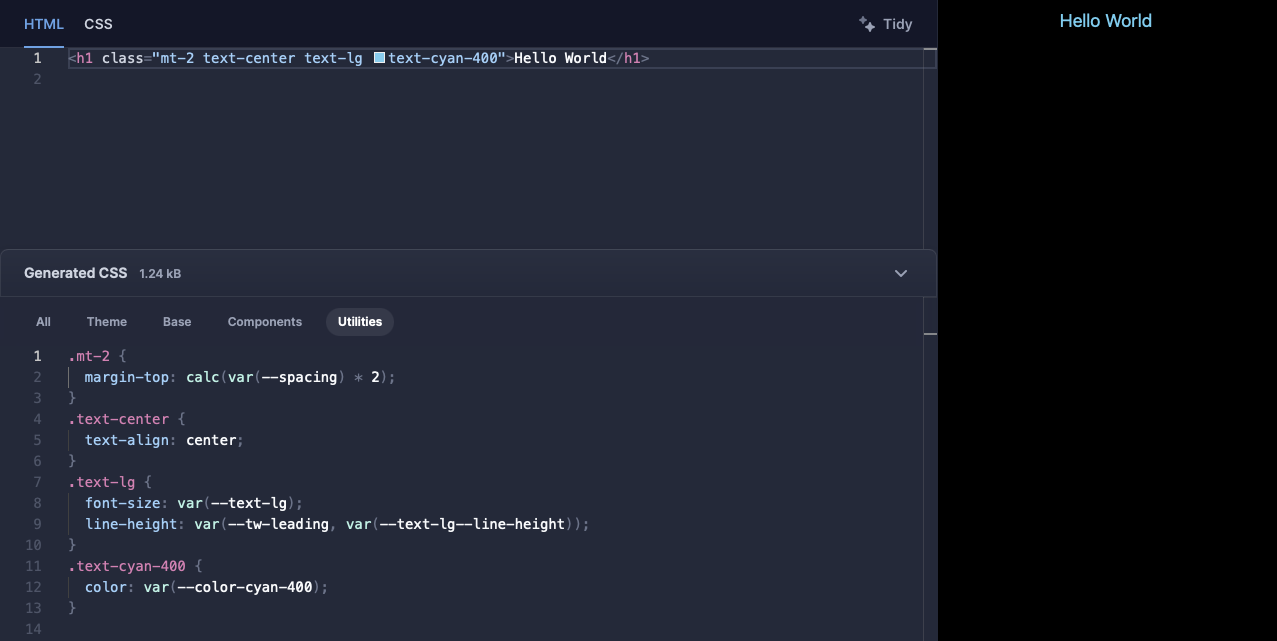 HTML CSS Tidy
1 <h1 class="mt-2 text-center text-lg text-cyan-400">Hello World</h1>
2
Hello World
Generated CSS 1.24 kB
All Theme Base Components Utilities
1 .mt-2 {
2   margin-top: calc(var(--spacing) * 2);
3 }
4 .text-center {
5   text-align: center;
6 }
7 .text-lg {
8   font-size: var(--text-lg);
9   line-height: var(--tw-leading, var(--text-lg--line-height));
10 }
11 .text-cyan-400 {
12   color: var(--color-cyan-400);
13 }
14